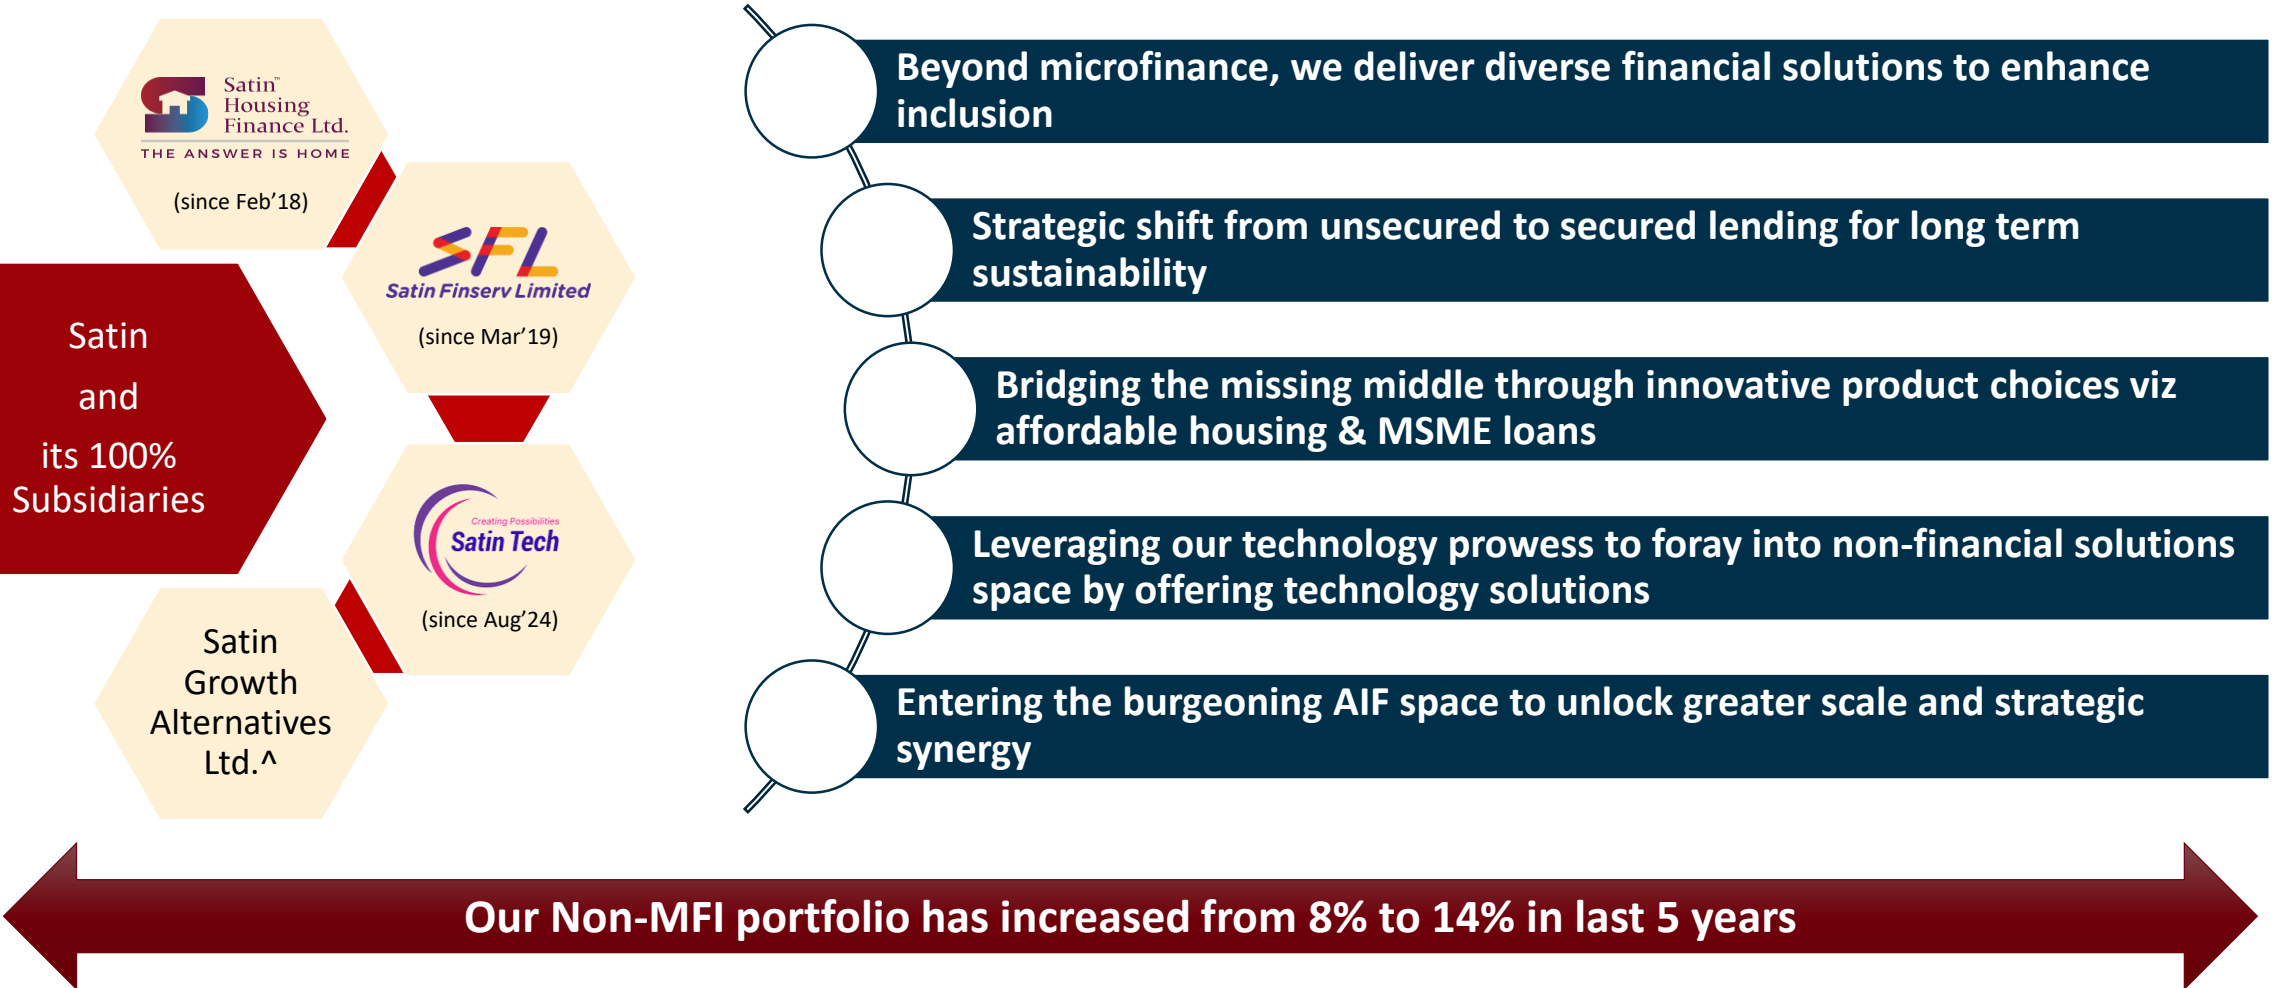 Satin™
Housing
Finance Ltd.
THE ANSWER IS HOME
(since Feb’18)
SFL
Satin Finserv Limited
(since Mar’19)
Satin
and
its 100%
Subsidiaries
Creating Possibilities
Satin Tech
(since Aug’24)
Satin
Growth
Alternatives
Ltd.^
Beyond microfinance, we deliver diverse financial solutions to enhance
inclusion
Strategic shift from unsecured to secured lending for long term
sustainability
Bridging the missing middle through innovative product choices viz
affordable housing & MSME loans
Leveraging our technology prowess to foray into non-financial solutions
space by offering technology solutions
Entering the burgeoning AIF space to unlock greater scale and strategic
synergy
Our Non-MFI portfolio has increased from 8% to 14% in last 5 years